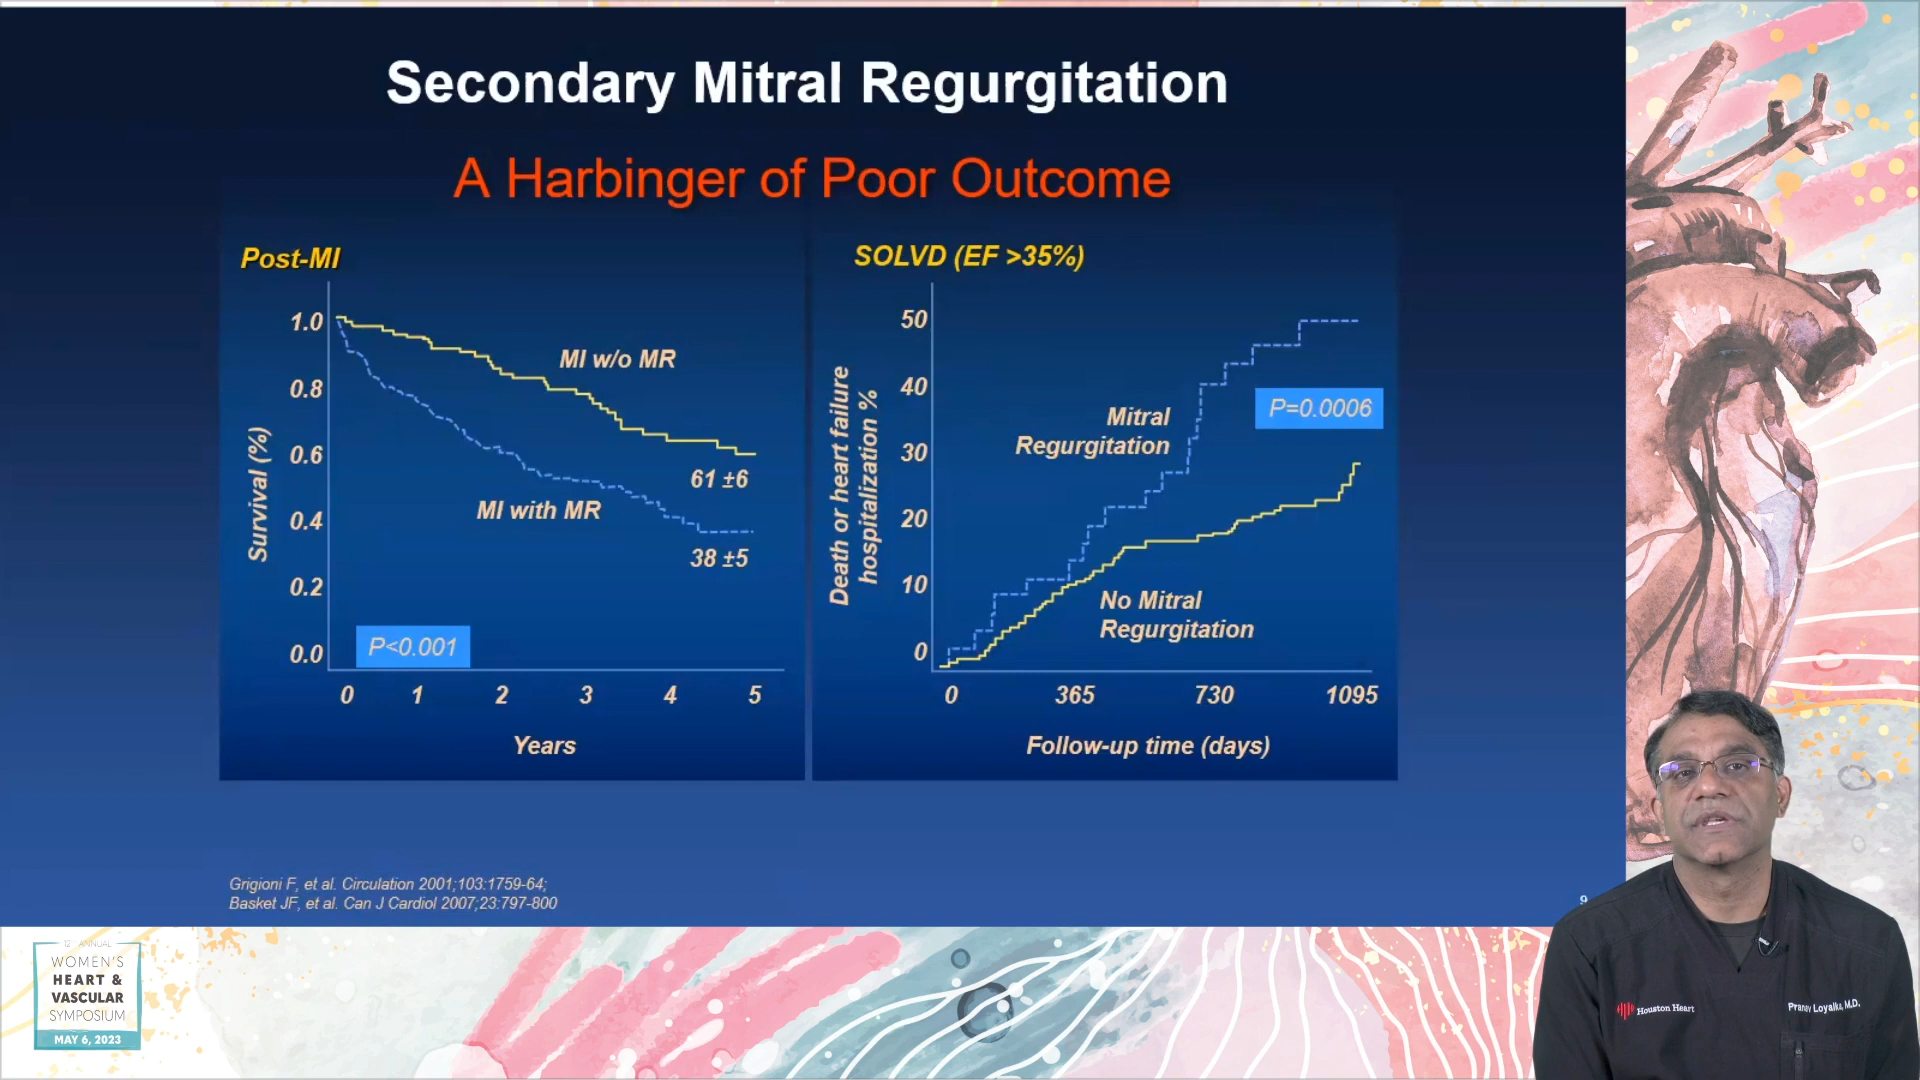 Secondary Mitral Regurgitation
A Harbinger of Poor Outcome
Post-MI
1.0
0.8
0.6
0.4
0.2
0.0
Survival (%)
MI w/o MR
61 ±6
MI with MR
38 ±5
P<0.001
0 1 2 3 4 5
Years
SOLVD (EF >35%)
50
40
30
20
10
0
Death or heart failure
hospitalization %
Mitral
Regurgitation
P=0.0006
No Mitral
Regurgitation
0 365 730 1095
Follow-up time (days)
Grigioni F, et al. Circulation 2001;103:1759-64;
Basket JF, et al. Can J Cardiol 2007;23:797-800
9
12TH ANNUAL
WOMEN'S
HEART &
VASCULAR
SYMPOSIUM
MAY 6, 2023
Houston Heart
Pranav Loyalka, M.D.